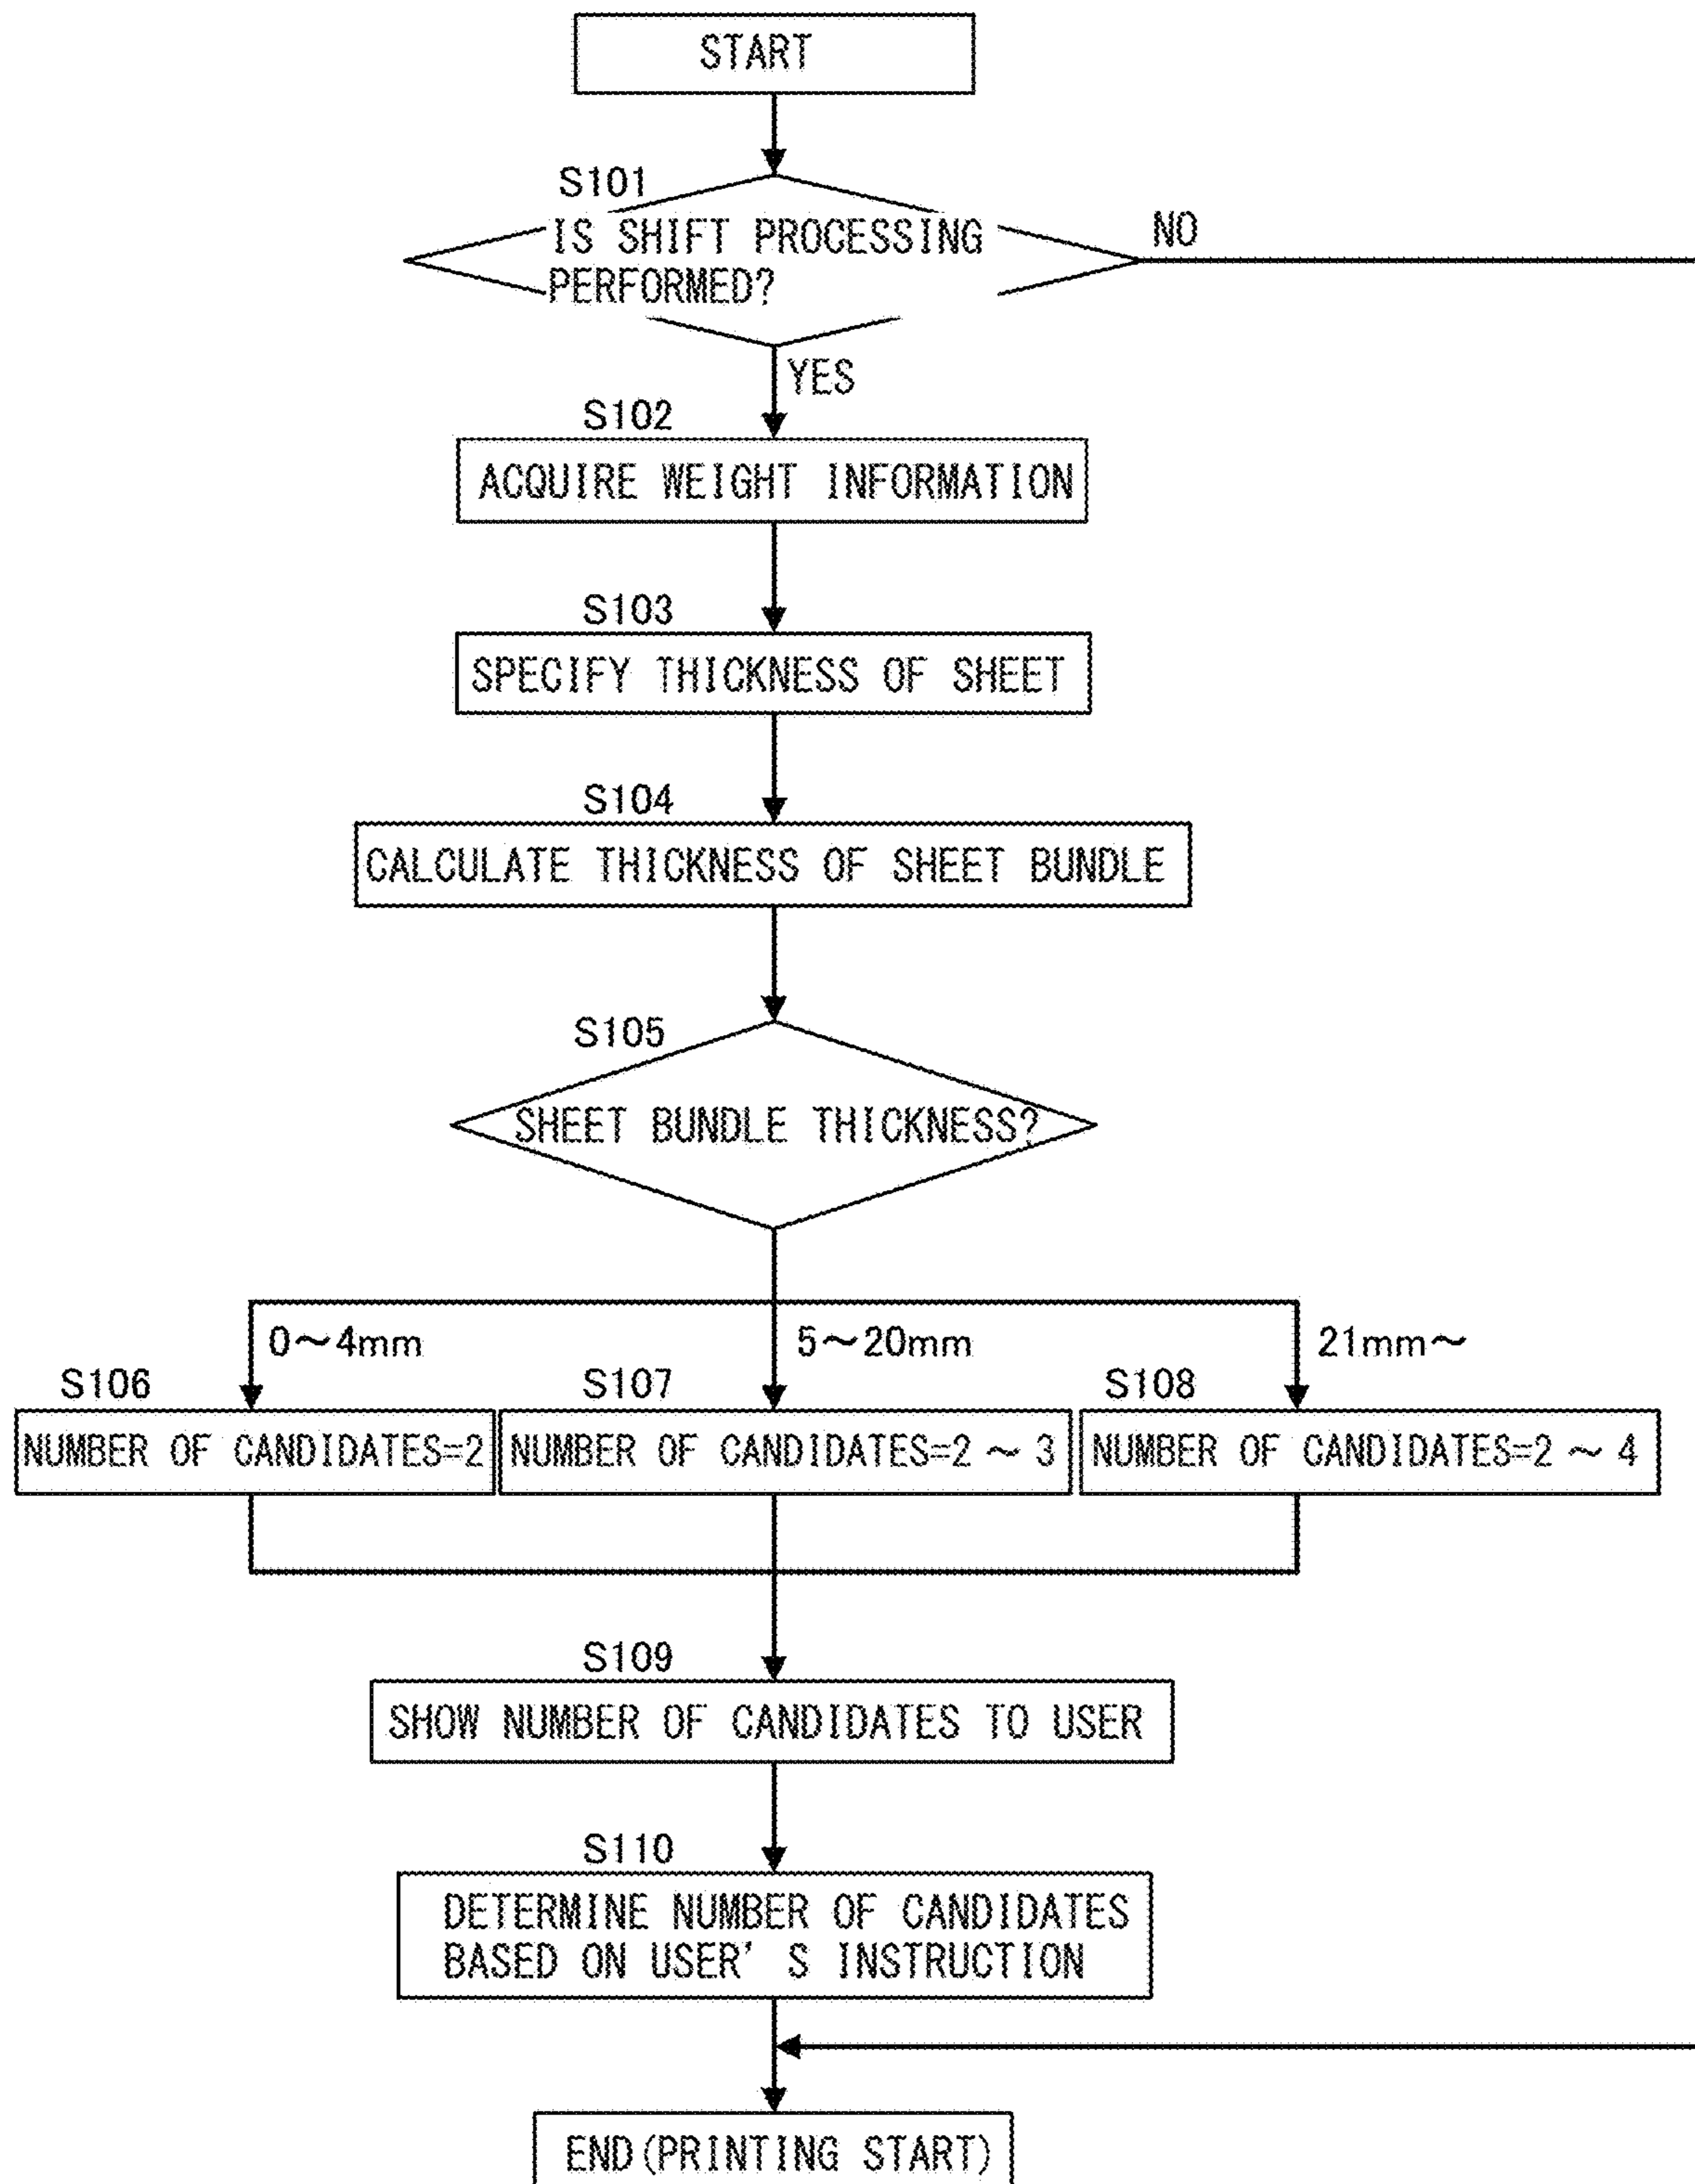 START
S101
IS SHIFT PROCESSING
PERFORMED?
NO
YES
S102
ACQUIRE WEIGHT INFORMATION
S103
SPECIFY THICKNESS OF SHEET
S104
CALCULATE THICKNESS OF SHEET BUNDLE
S105
SHEET BUNDLE THICKNESS?
0～4mm
5～20mm
21mm～
S106
S107
S108
NUMBER OF CANDIDATES=2
NUMBER OF CANDIDATES=2 ～ 3
NUMBER OF CANDIDATES=2 ～ 4
S109
SHOW NUMBER OF CANDIDATES TO USER
S110
DETERMINE NUMBER OF CANDIDATES
BASED ON USER' S INSTRUCTION
END(PRINTING START)